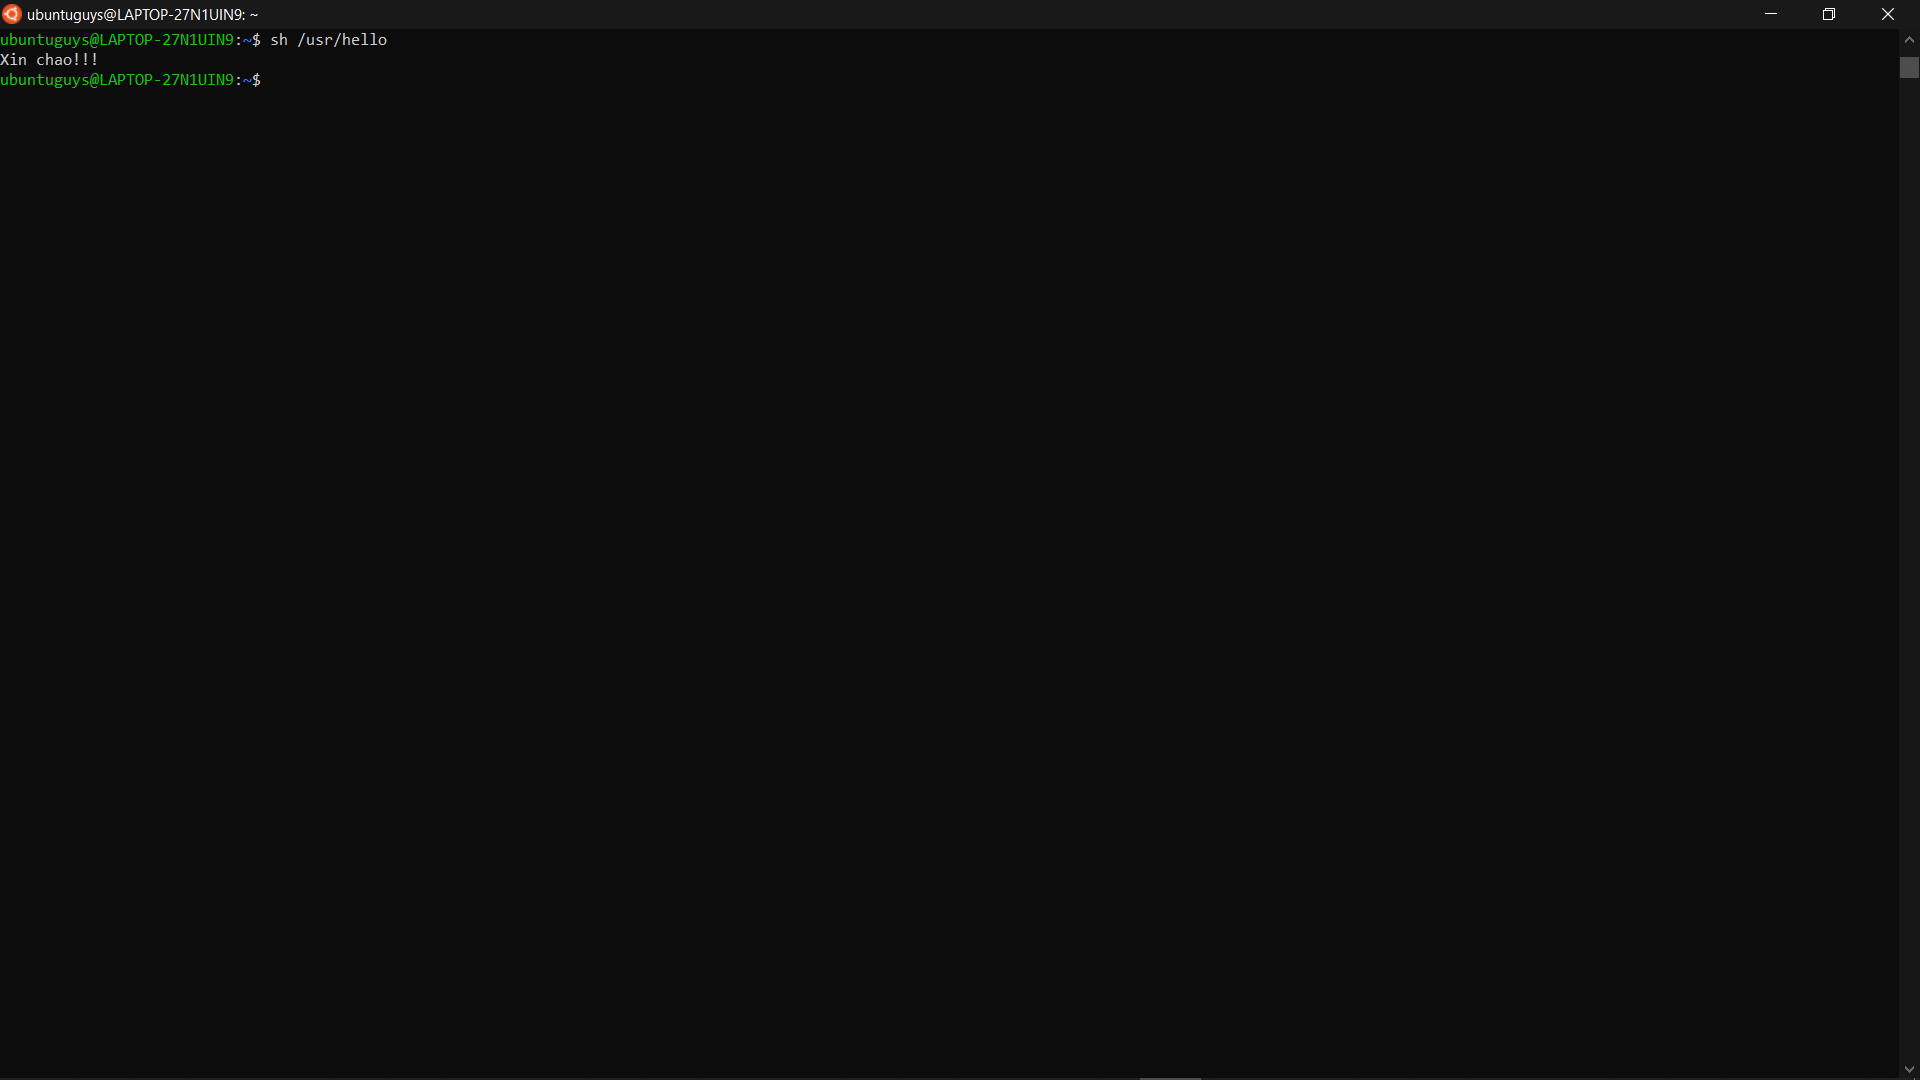 ubuntuguys@LAPTOP-27N1UIN9: ~
ubuntuguys@LAPTOP-27N1UIN9:~$ sh /usr/hello
Xin chao!!!
ubuntuguys@LAPTOP-27N1UIN9:~$